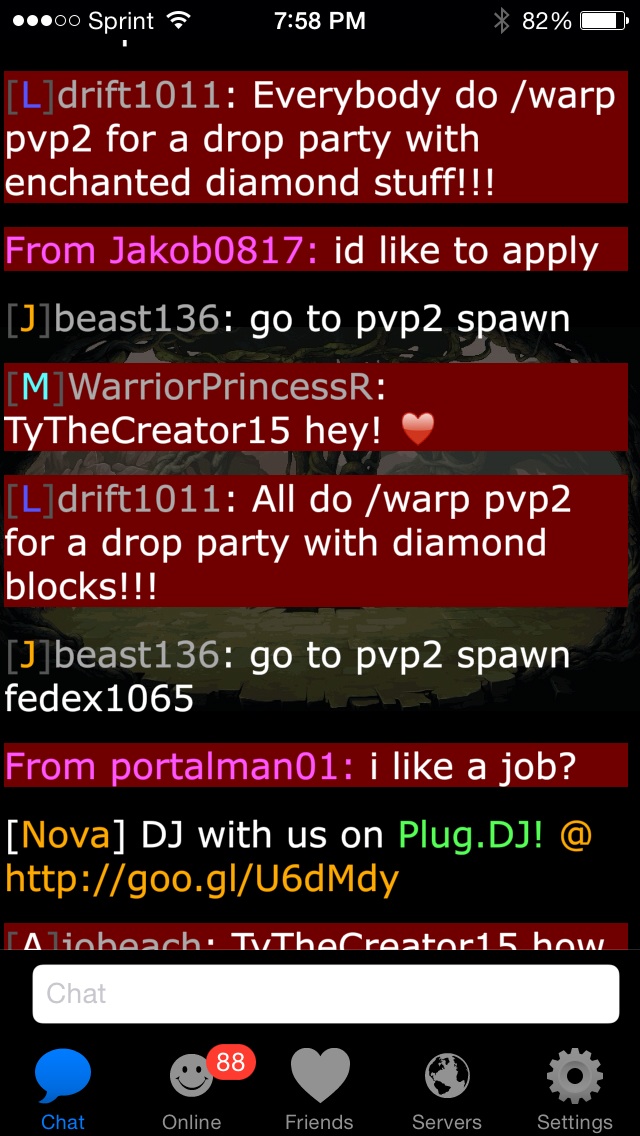 Sprint 7:58 PM 82%
[L]drift1011: Everybody do /warp
pvp2 for a drop party with
enchanted diamond stuff!!!
From Jakob0817: id like to apply
[J]beast136: go to pvp2 spawn
[M]WarriorPrincessR:
TyTheCreator15 hey! ❤
[L]drift1011: All do /warp pvp2
for a drop party with diamond
blocks!!!
[J]beast136: go to pvp2 spawn
fedex1065
From portalman01: i like a job?
[Nova] DJ with us on Plug.DJ! @
http://goo.gl/U6dMdy
[A]jobeach: TyTheCreator15 how
Chat
88
Chat Online Friends Servers Settings